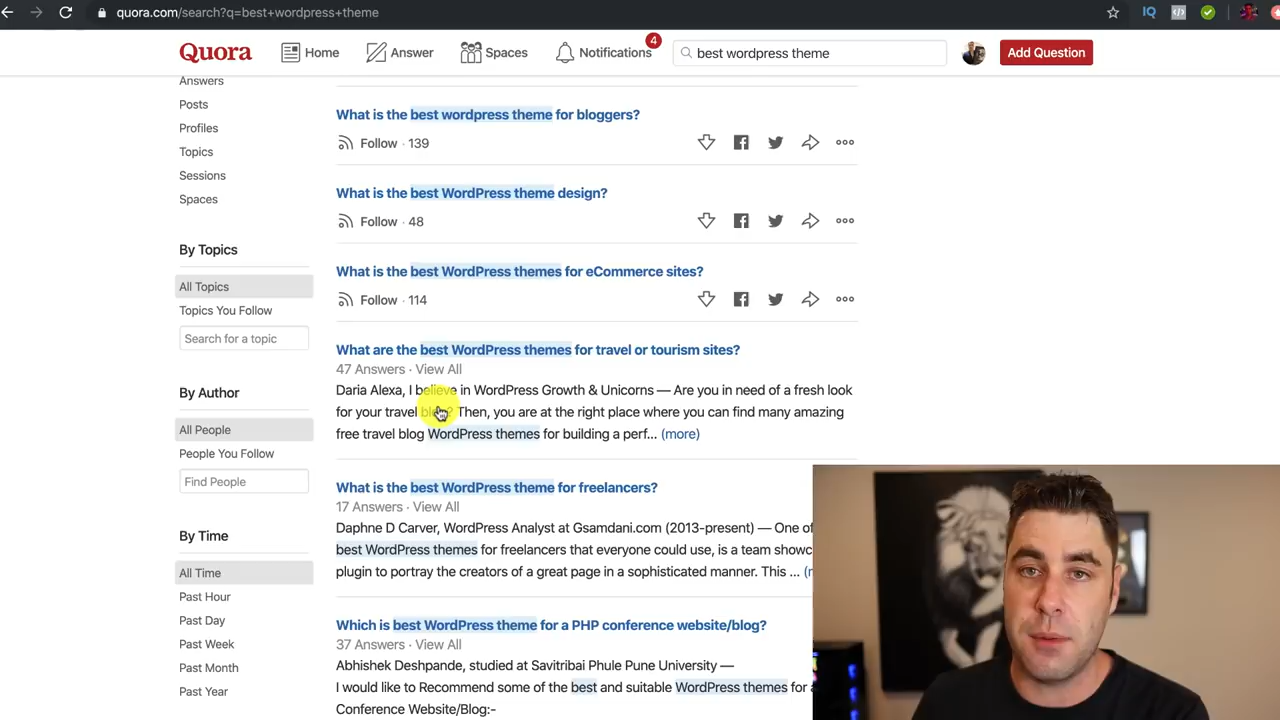 quora.com/search?q=best+wordpress+theme
Quora
Home
Answer
Spaces
Notifications
4
best wordpress theme
Add Question
Answers
Posts
Profiles
Topics
Sessions
Spaces
By Topics
All Topics
Topics You Follow
Search for a topic
By Author
All People
People You Follow
Find People
By Time
All Time
Past Hour
Past Day
Past Week
Past Month
Past Year
What is the best wordpress theme for bloggers?
Follow · 139
What is the best WordPress theme design?
Follow · 48
What is the best WordPress themes for eCommerce sites?
Follow · 114
What are the best WordPress themes for travel or tourism sites?
47 Answers · View All
Daria Alexa, I believe in WordPress Growth & Unicorns — Are you in need of a fresh look
for your travel blog? Then, you are at the right place where you can find many amazing
free travel blog WordPress themes for building a perf... (more)
What is the best WordPress theme for freelancers?
17 Answers · View All
Daphne D Carver, WordPress Analyst at Gsamdani.com (2013-present) — One of
best WordPress themes for freelancers that everyone could use, is a team showc
plugin to portray the creators of a great page in a sophisticated manner. This ...
Which is best WordPress theme for a PHP conference website/blog?
37 Answers · View All
Abhishek Deshpande, studied at Savitribai Phule Pune University —
I would like to Recommend some of the best and suitable WordPress themes for a
Conference Website/Blog:-